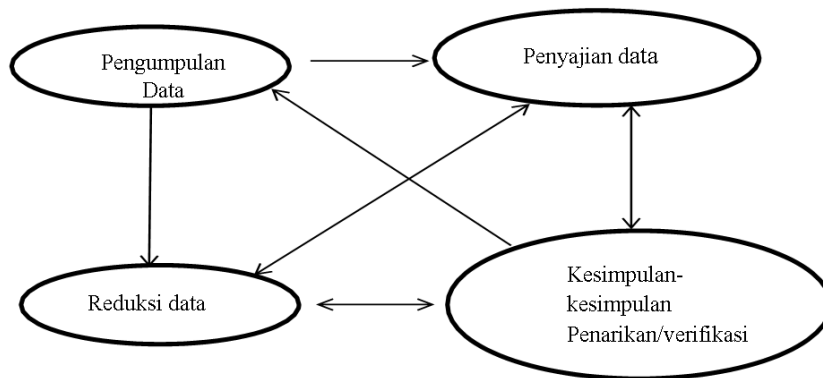 Pengumpulan
Data
Penyajian data
Reduksi data
Kesimpulan-
kesimpulan
Penarikan/verifikasi